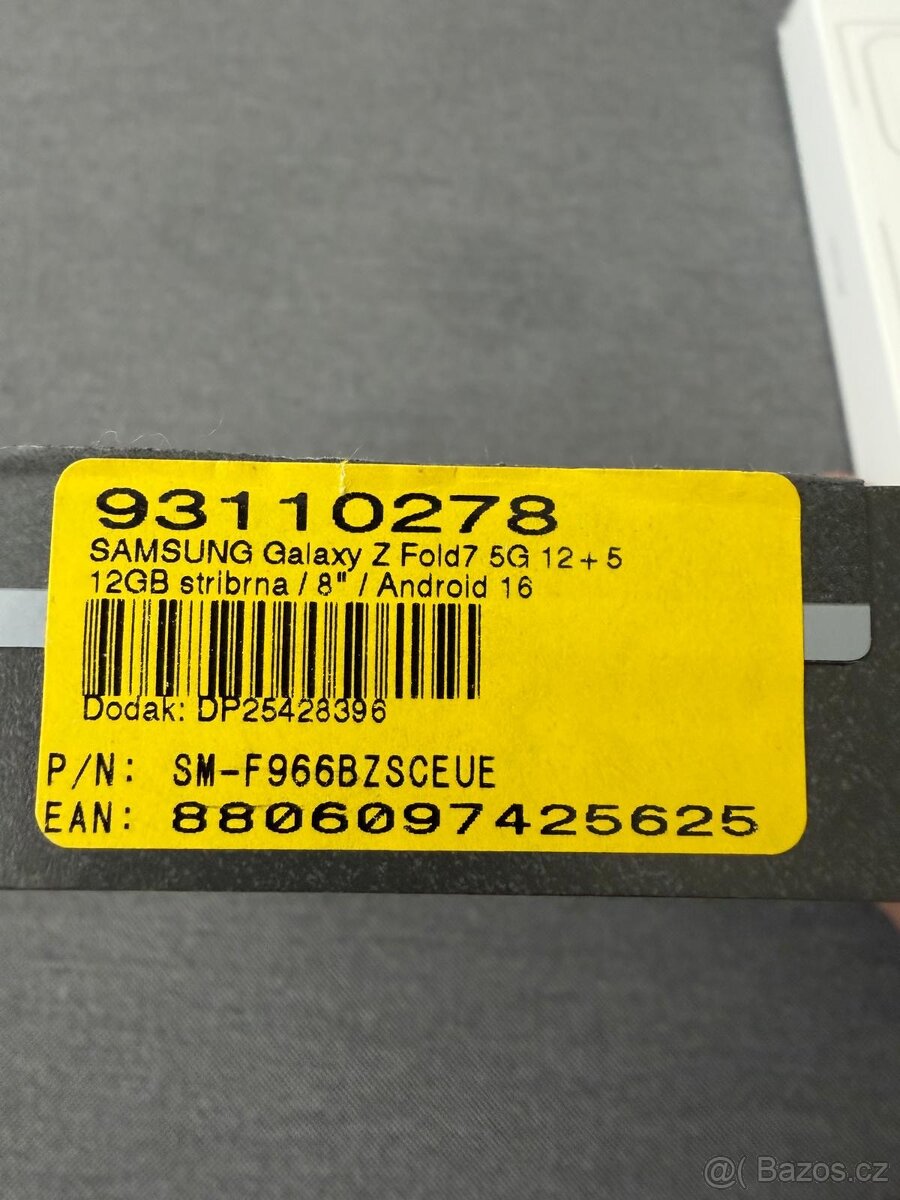 93110278
SAMSUNG Galaxy Z Fold7 5G 12+5
12GB stribrna / 8" / Android 16
Dodak: DP25428396
P/N: SM-F966BZSCEUE
EAN: 8806097425625
@( Bazoš.cz